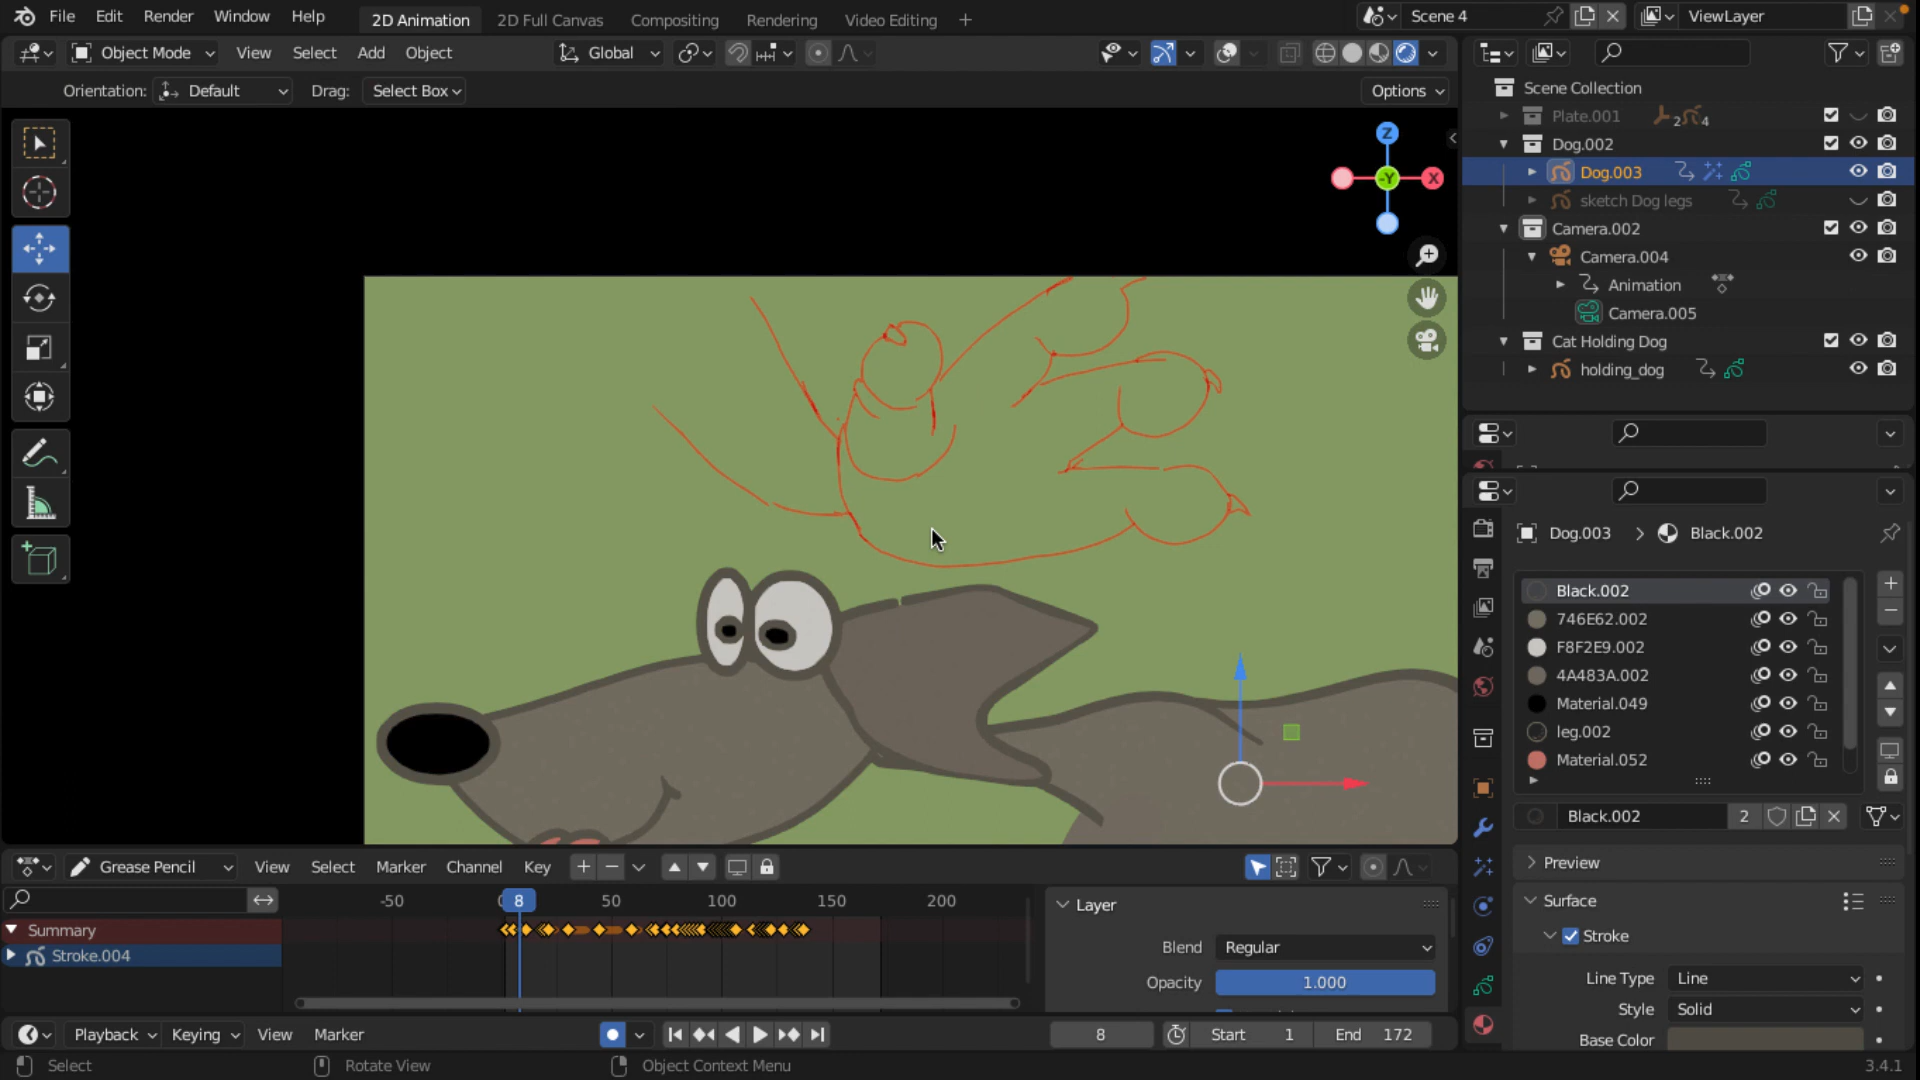 File Edit Render Window Help 2D Animation 2D Full Canvas Compositing Rendering Video Editing + Scene 4 ViewLayer
Object Mode View Select Add Object Global
Orientation: Default Drag: Select Box Options
Z
-Y X
Scene Collection
Plate.001 2 4
Dog.002
Dog.003
sketch Dog legs
Camera.002
Camera.004
Animation
Camera.005
Cat Holding Dog
holding_dog
Dog.003 > Black.002
Black.002
746E62.002
F8F2E9.002
4A483A.002
Material.049
leg.002
Material.052
Black.002 2
Preview
Surface
Stroke
Line Type Line
Style Solid
Base Color
Grease Pencil View Select Marker Channel Key
-50 8 50 100 150 200
Summary
Stroke.004
Layer
Blend Regular
Opacity 1.000
Playback Keying View Marker 8 Start 1 End 172
Select Rotate View Object Context Menu 3.4.1